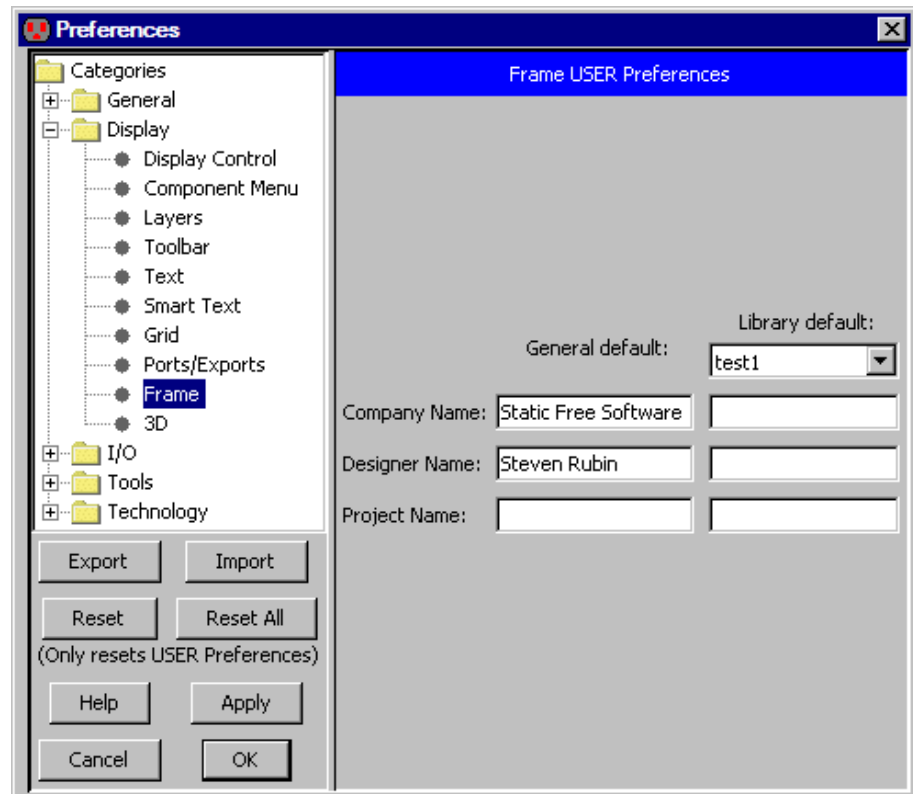 Preferences
Categories
General
Display
Display Control
Component Menu
Layers
Toolbar
Text
Smart Text
Grid
Ports/Exports
Frame
3D
I/O
Tools
Technology
Export Import
Reset Reset All
(Only resets USER Preferences)
Help Apply
Cancel OK
Frame USER Preferences
Library default:
General default:
test1
Company Name: Static Free Software
Designer Name: Steven Rubin
Project Name: